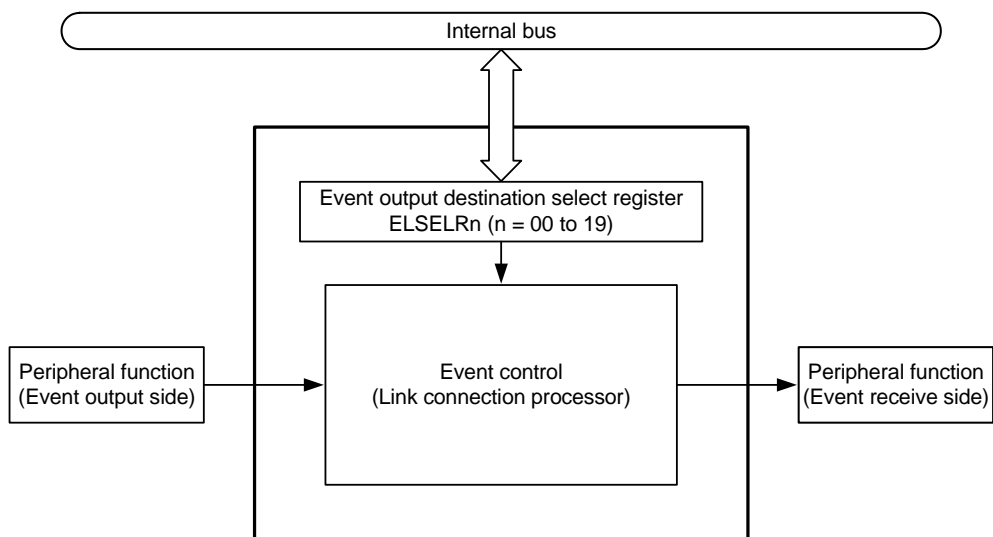 Internal bus
Event output destination select register
ELSELRn (n = 00 to 19)
Peripheral function
(Event output side)
Event control
(Link connection processor)
Peripheral function
(Event receive side)